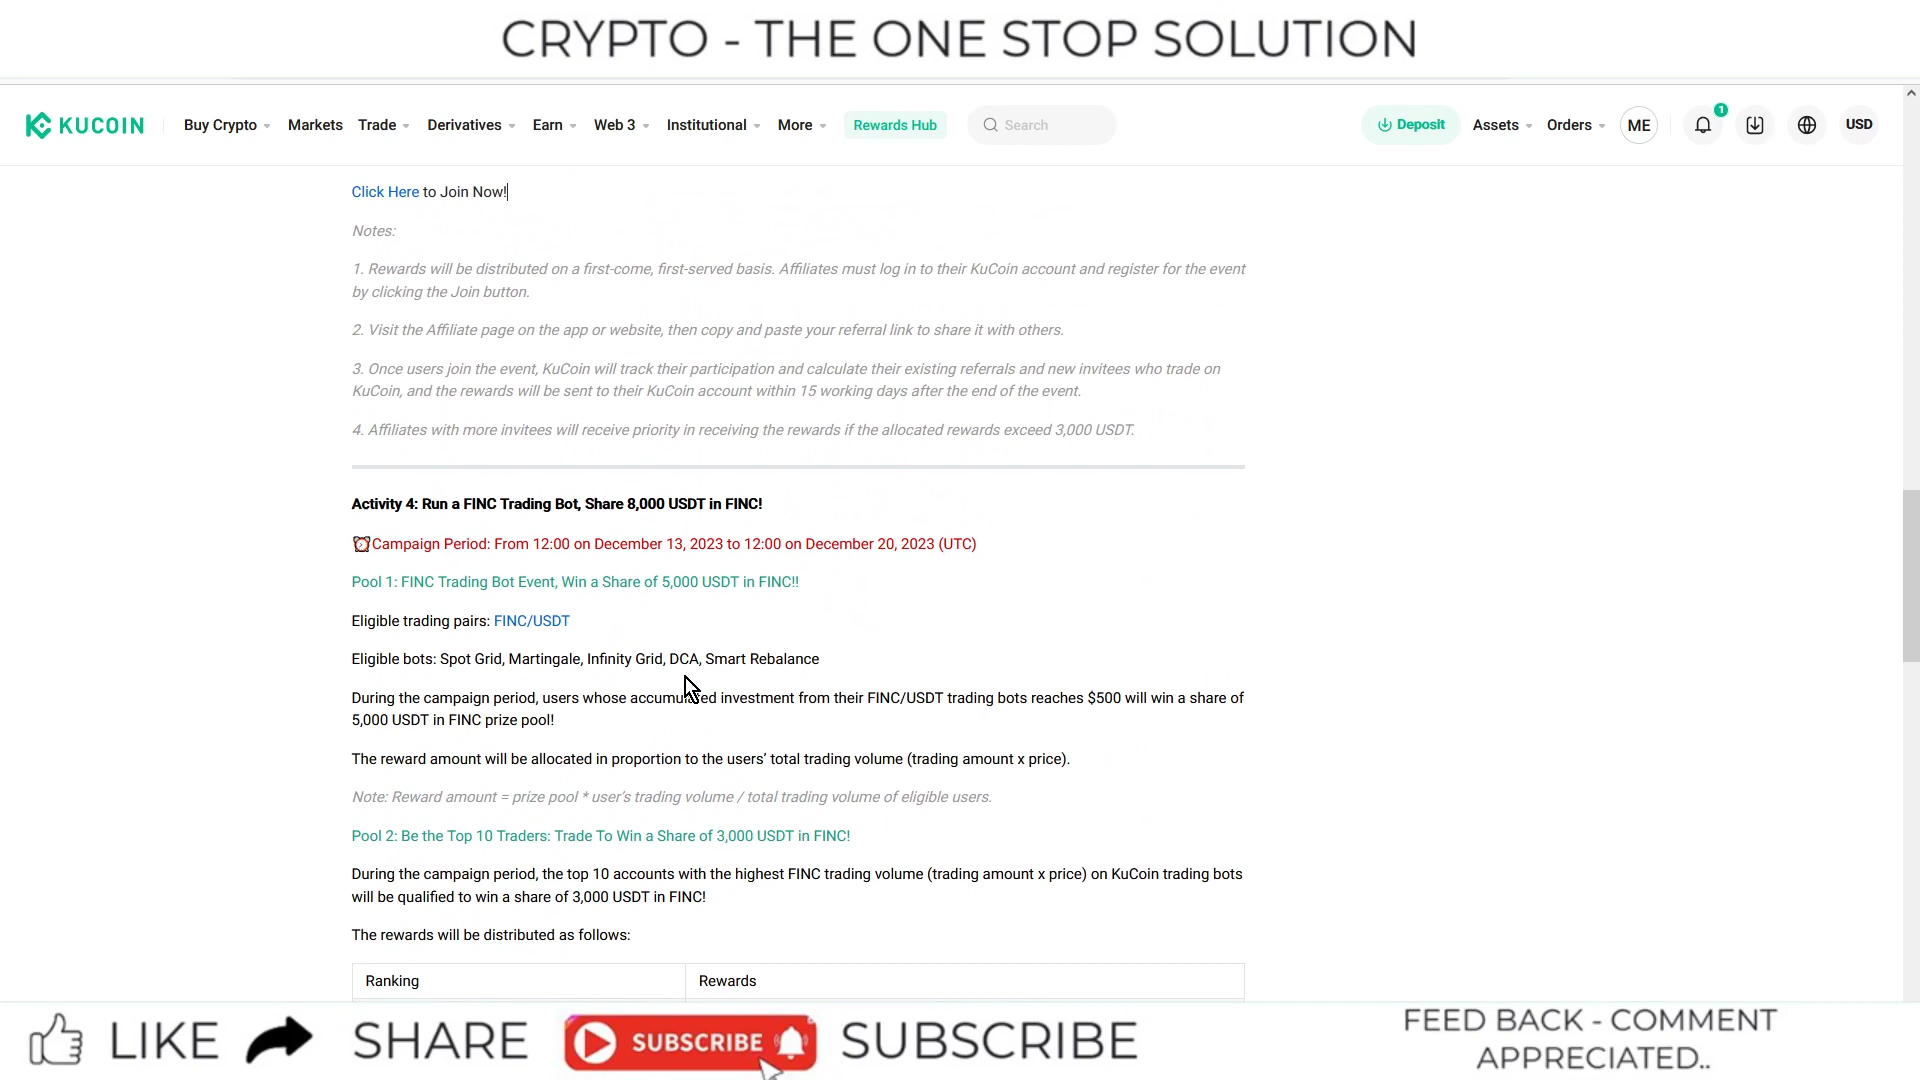 CRYPTO - THE ONE STOP SOLUTION
KUCOIN Buy Crypto Markets Trade Derivatives Earn Web 3 Institutional More Rewards Hub Search Deposit Assets Orders ME 1 USD
Click Here to Join Now!
Notes:
1. Rewards will be distributed on a first-come, first-served basis. Affiliates must log in to their KuCoin account and register for the event
by clicking the Join button.
2. Visit the Affiliate page on the app or website, then copy and paste your referral link to share it with others.
3. Once users join the event, KuCoin will track their participation and calculate their existing referrals and new invitees who trade on
KuCoin, and the rewards will be sent to their KuCoin account within 15 working days after the end of the event.
4. Affiliates with more invitees will receive priority in receiving the rewards if the allocated rewards exceed 3,000 USDT.
Activity 4: Run a FINC Trading Bot, Share 8,000 USDT in FINC!
⏰Campaign Period: From 12:00 on December 13, 2023 to 12:00 on December 20, 2023 (UTC)
Pool 1: FINC Trading Bot Event, Win a Share of 5,000 USDT in FINC!!
Eligible trading pairs: FINC/USDT
Eligible bots: Spot Grid, Martingale, Infinity Grid, DCA, Smart Rebalance
During the campaign period, users whose accumulated investment from their FINC/USDT trading bots reaches $500 will win a share of
5,000 USDT in FINC prize pool!
The reward amount will be allocated in proportion to the users’ total trading volume (trading amount x price).
Note: Reward amount = prize pool * user’s trading volume / total trading volume of eligible users.
Pool 2: Be the Top 10 Traders: Trade To Win a Share of 3,000 USDT in FINC!
During the campaign period, the top 10 accounts with the highest FINC trading volume (trading amount x price) on KuCoin trading bots
will be qualified to win a share of 3,000 USDT in FINC!
The rewards will be distributed as follows:
Ranking Rewards
LIKE SHARE SUBSCRIBE SUBSCRIBE
FEED BACK - COMMENT
APPRECIATED..